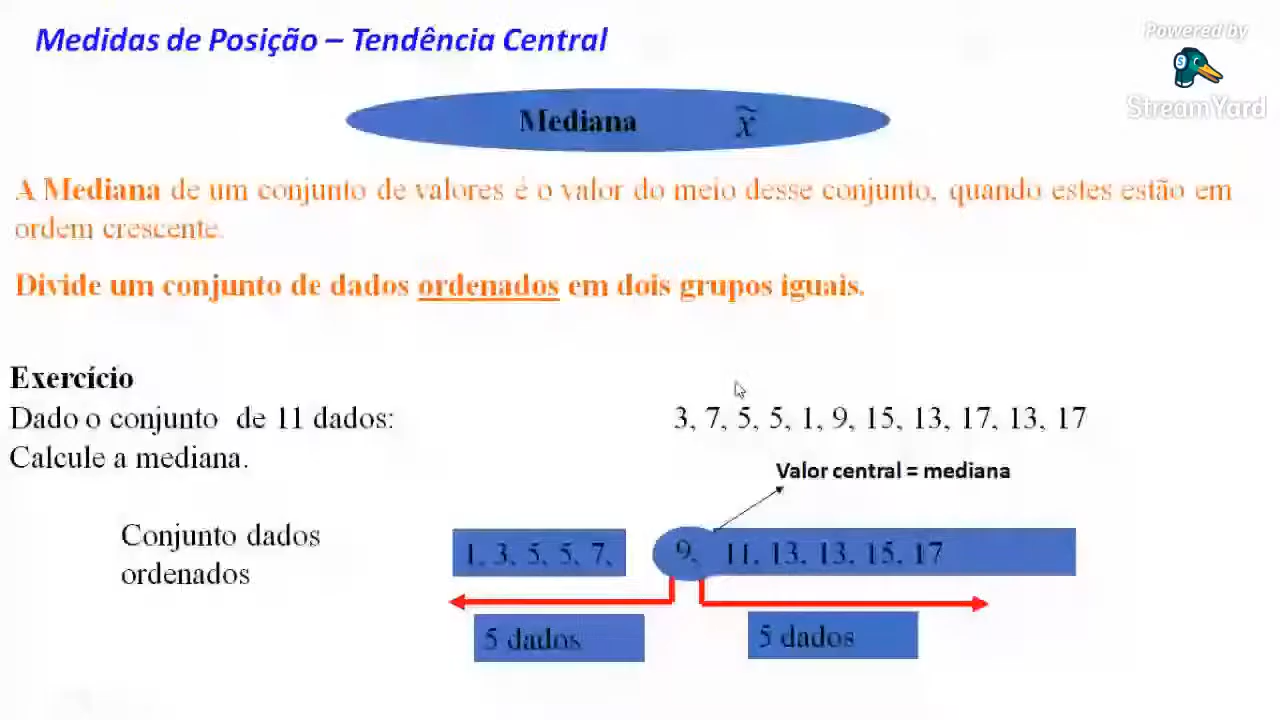 Medidas de Posição – Tendência Central
Powered by
StreamYard
Mediana x̃
A Mediana de um conjunto de valores é o valor do meio desse conjunto, quando estes estão em
ordem crescente.
Divide um conjunto de dados ordenados em dois grupos iguais.
Exercício
Dado o conjunto de 11 dados: 3, 7, 5, 5, 1, 9, 15, 13, 17, 13, 17
Calcule a mediana.
Valor central = mediana
Conjunto dados
ordenados
1, 3, 5, 5, 7, 9, 11, 13, 13, 15, 17
5 dados 5 dados